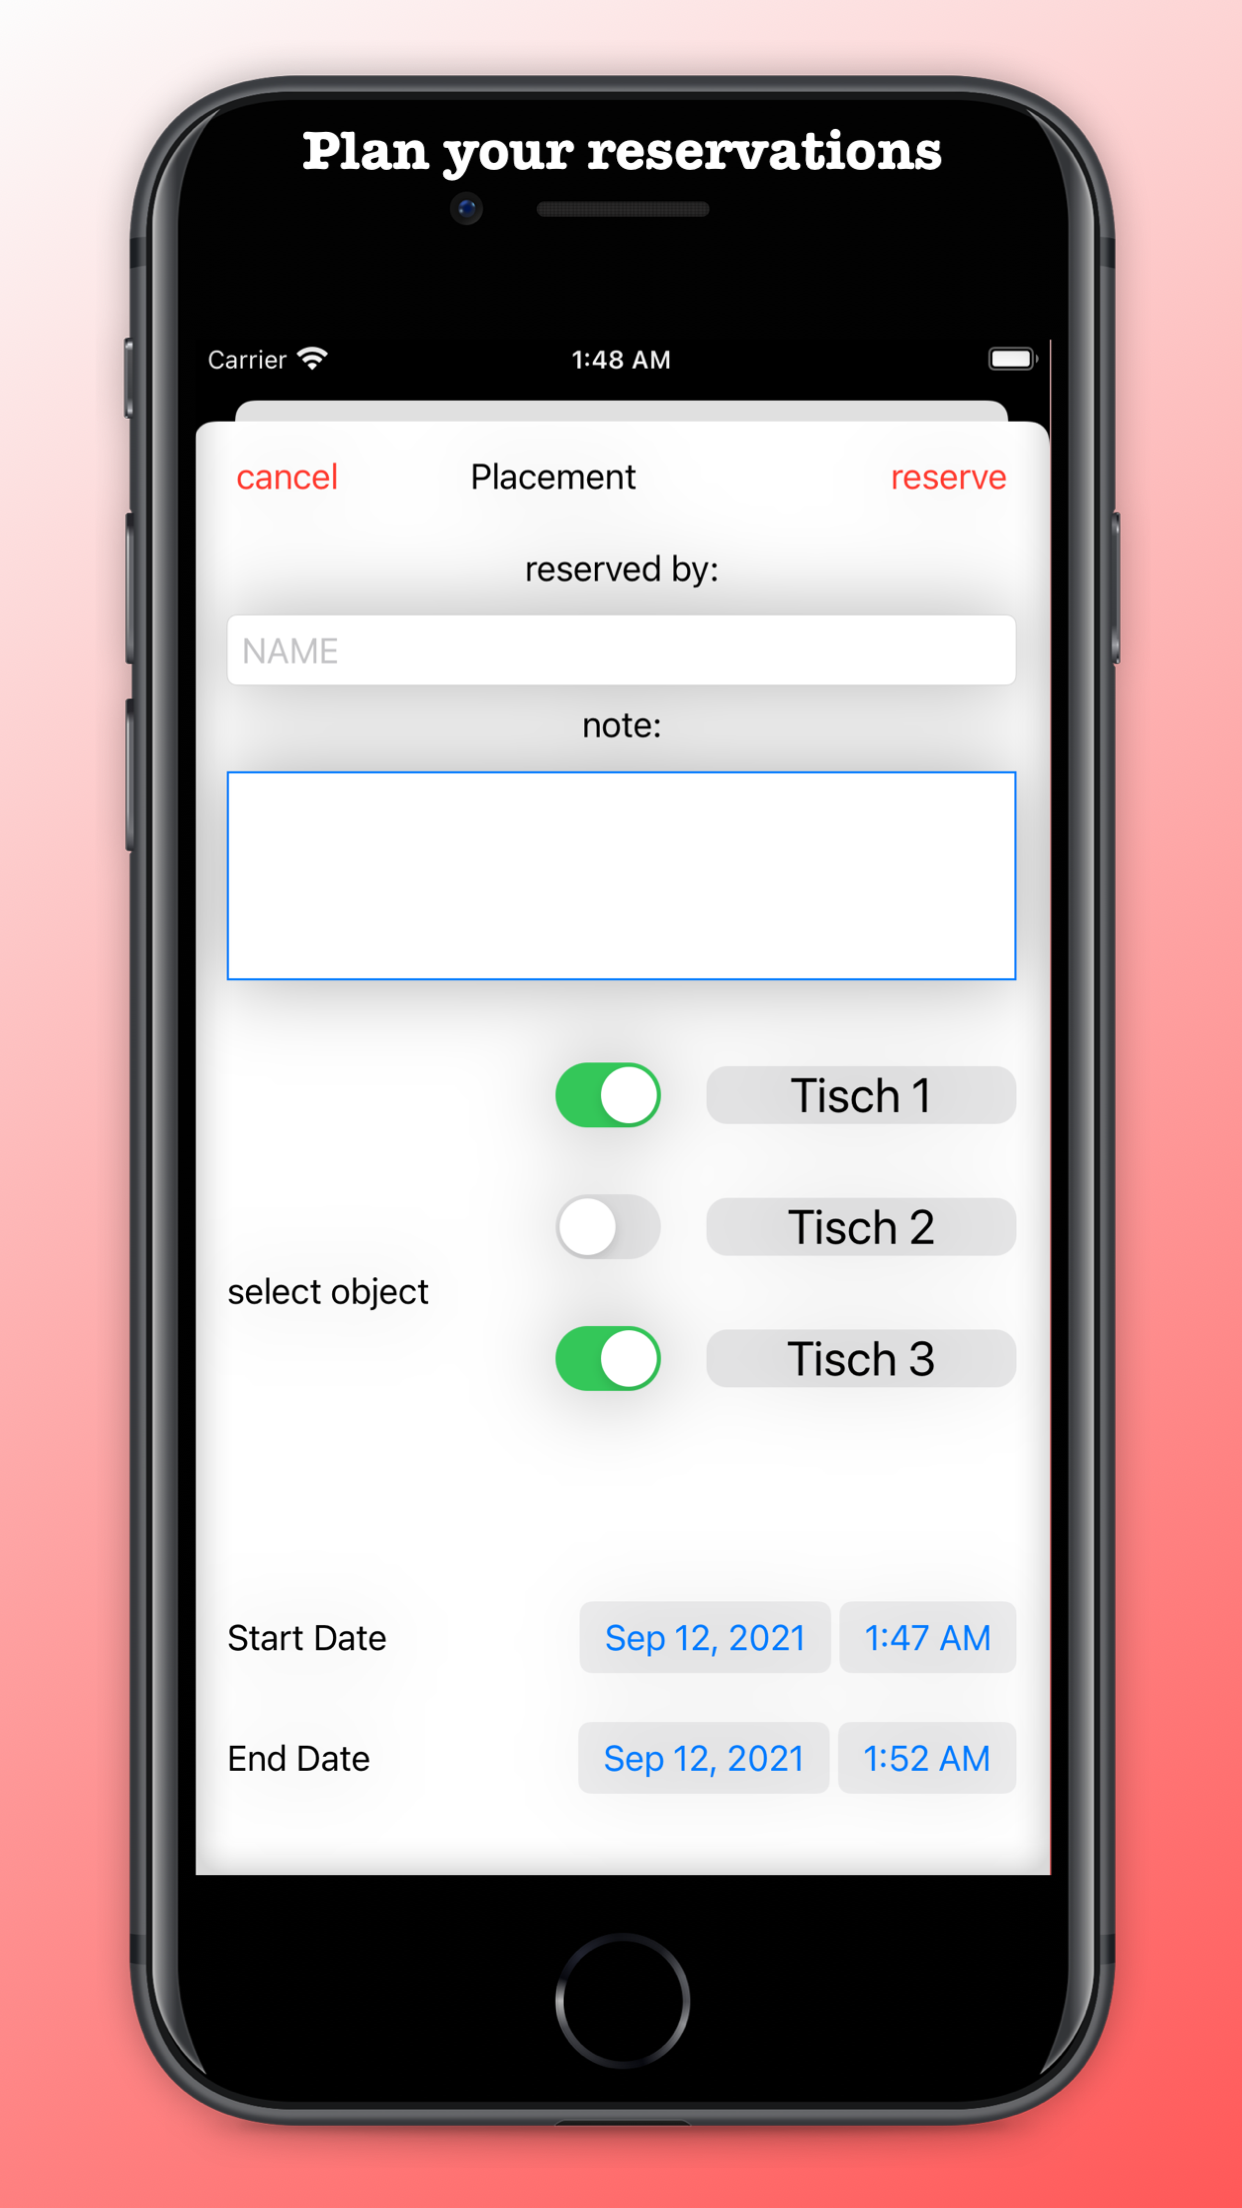 Plan your reservations
Carrier 1:48 AM
cancel Placement reserve
reserved by:
NAME
note:
Tisch 1
Tisch 2
select object
Tisch 3
Start Date Sep 12, 2021 1:47 AM
End Date Sep 12, 2021 1:52 AM